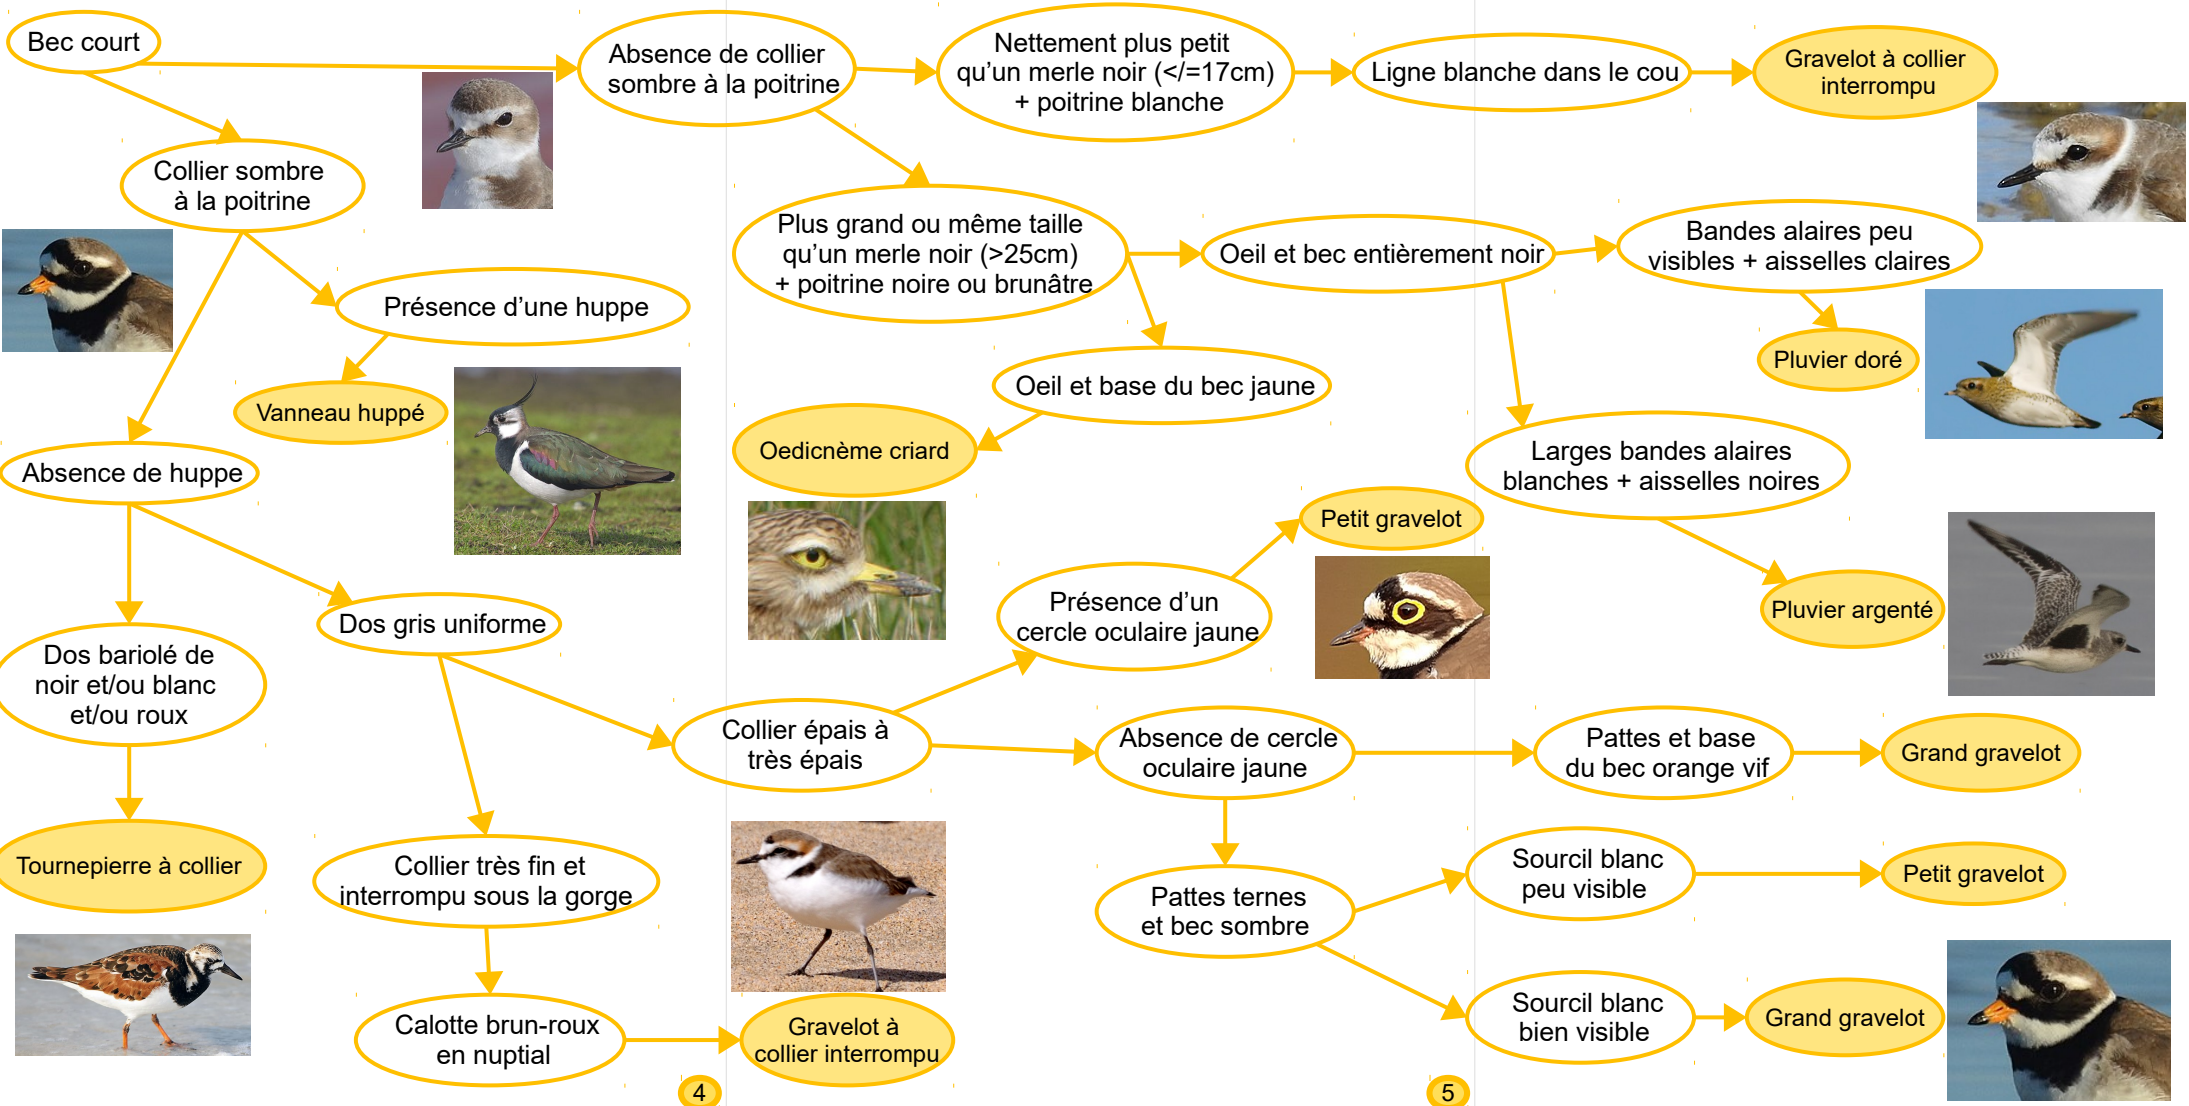 Bec court
Absence de collier
sombre à la poitrine
Nettement plus petit
qu'un merle noir (</=17cm)
+ poitrine blanche
Ligne blanche dans le cou
Gravelot à collier
interrompu
Collier sombre
à la poitrine
Plus grand ou même taille
qu'un merle noir (>25cm)
+ poitrine noire ou brunâtre
Oeil et bec entièrement noir
Bandes alaires peu
visibles + aisselles claires
Présence d'une huppe
Pluvier doré
Vanneau huppé
Oeil et base du bec jaune
Oedicnème criard
Absence de huppe
Larges bandes alaires
blanches + aisselles noires
Petit gravelot
Dos gris uniforme
Présence d'un
cercle oculaire jaune
Pluvier argenté
Dos bariolé de
noir et/ou blanc
et/ou roux
Collier épais à
très épais
Absence de cercle
oculaire jaune
Pattes et base
du bec orange vif
Grand gravelot
Tournepierre à collier
Collier très fin et
interrompu sous la gorge
Pattes ternes
et bec sombre
Sourcil blanc
peu visible
Petit gravelot
Calotte brun-roux
en nuptial
Gravelot à
collier interrompu
Sourcil blanc
bien visible
Grand gravelot
4
5